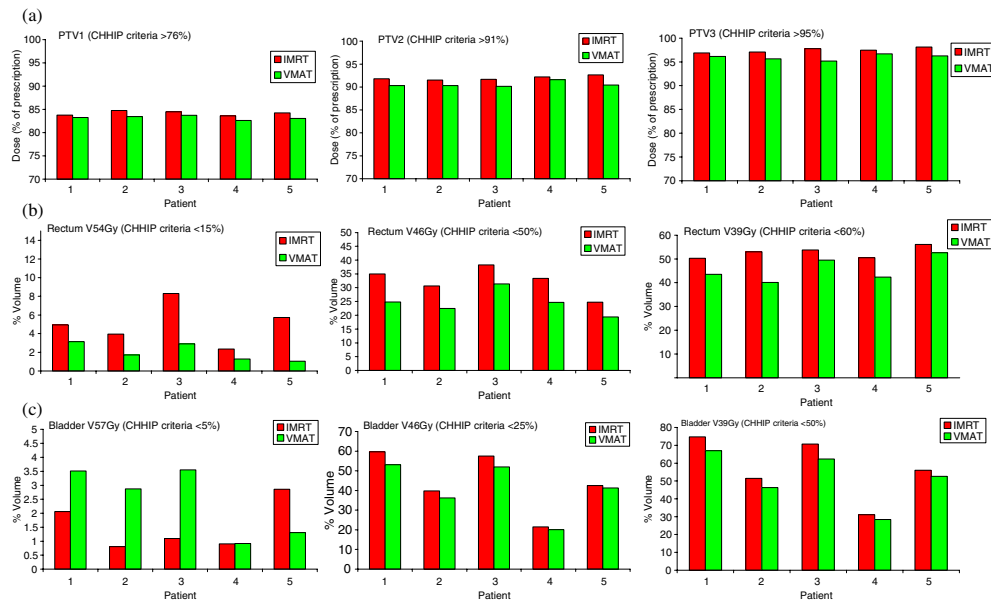 (a)
PTV1 (CHHIP criteria >76%)
IMRT
VMAT
Dose (% of prescription)
100
95
90
85
80
75
70
1 2 3 4 5
Patient
PTV2 (CHHIP criteria >91%)
IMRT
VMAT
Dose (% of prescription)
100
95
90
85
80
75
70
1 2 3 4 5
Patient
PTV3 (CHHIP criteria >95%)
IMRT
VMAT
Dose (% of prescription)
100
95
90
85
80
75
70
1 2 3 4 5
Patient
(b)
Rectum V54Gy (CHHIP criteria <15%)
IMRT
VMAT
% Volume
14
12
10
8
6
4
2
0
1 2 3 4 5
Patient
Rectum V46Gy (CHHIP criteria <50%)
IMRT
VMAT
% Volume
50
45
40
35
30
25
20
15
10
5
0
1 2 3 4 5
Patient
Rectum V39Gy (CHHIP criteria <60%)
IMRT
VMAT
% Volume
60
50
40
30
20
10
1 2 3 4 5
Patient
(c)
Bladder V57Gy (CHHIP criteria <5%)
IMRT
VMAT
% Volume
5
4.5
4
3.5
3
2.5
2
1.5
1
0.5
0
1 2 3 4 5
Patient
Bladder V46Gy (CHHIP criteria <25%)
IMRT
VMAT
% Volume
70
60
50
40
30
20
10
0
1 2 3 4 5
Patient
Bladder V39Gy (CHHIP criteria <50%)
IMRT
VMAT
% Volume
80
70
60
50
40
30
20
10
0
1 2 3 4 5
Patient